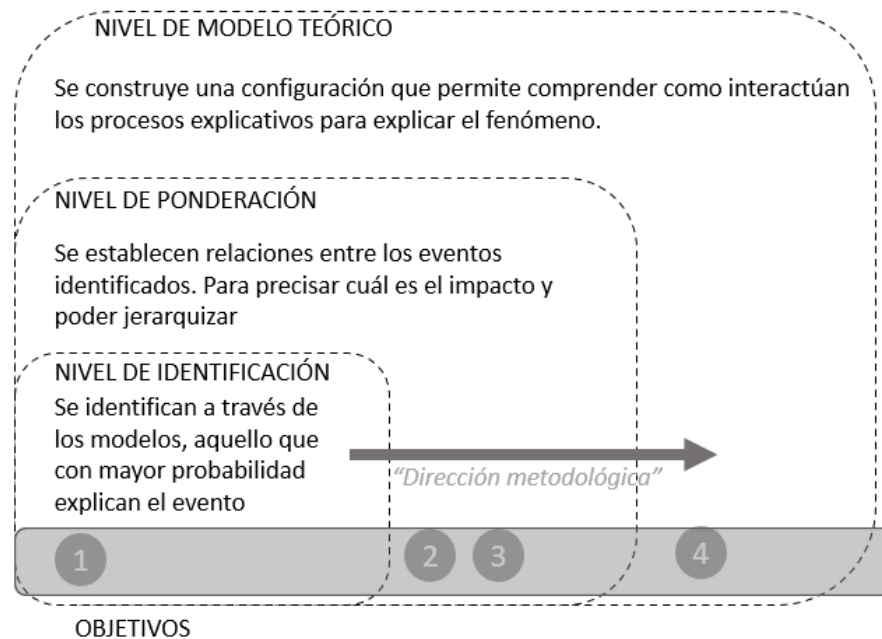 NIVEL DE MODELO TEÓRICO
Se construye una configuración que permite comprender como interactúan
los procesos explicativos para explicar el fenómeno.
NIVEL DE PONDERACIÓN
Se establecen relaciones entre los eventos
identificados. Para precisar cuál es el impacto y
poder jerarquizar
NIVEL DE IDENTIFICACIÓN
Se identifican a través de
los modelos, aquello que
con mayor probabilidad
explican el evento
“Dirección metodológica”
1 2 3 4
OBJETIVOS